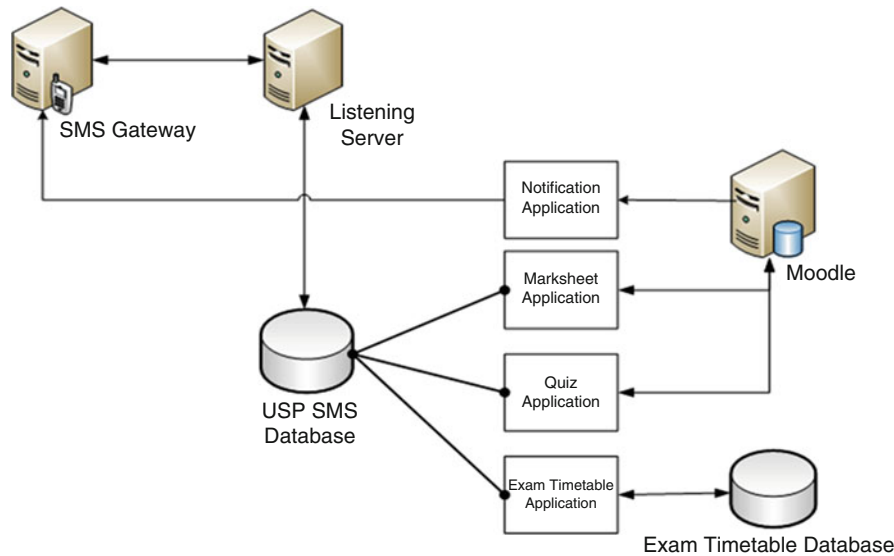 SMS Gateway
Listening
Server
Notification
Application
Moodle
Marksheet
Application
Quiz
Application
USP SMS
Database
Exam Timetable
Application
Exam Timetable Database